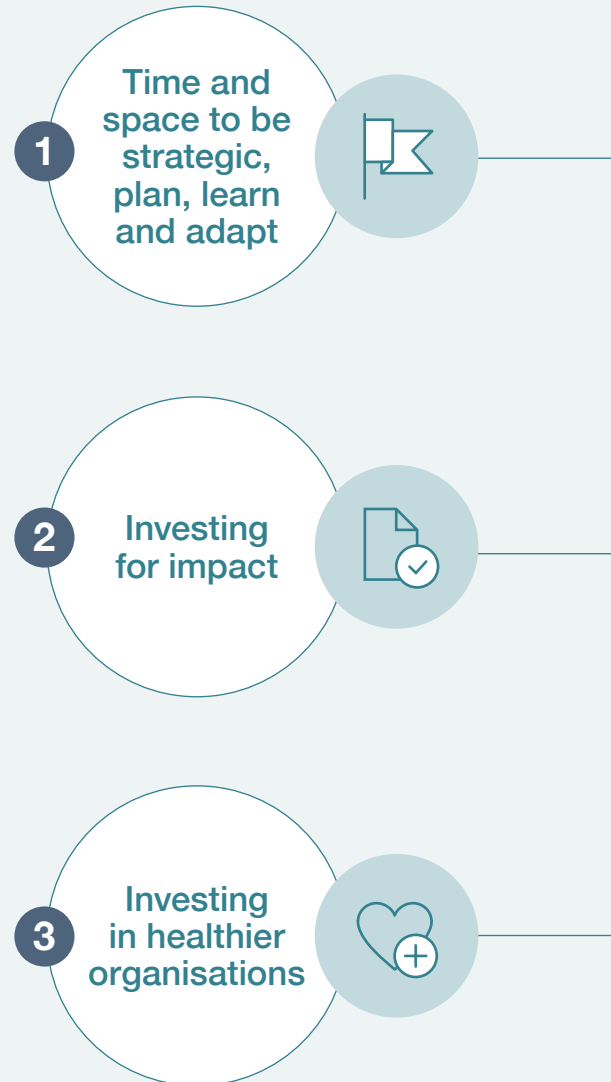 1
Time and
space to be
strategic,
plan, learn
and adapt
2
Investing
for impact
3
Investing
in healthier
organisations